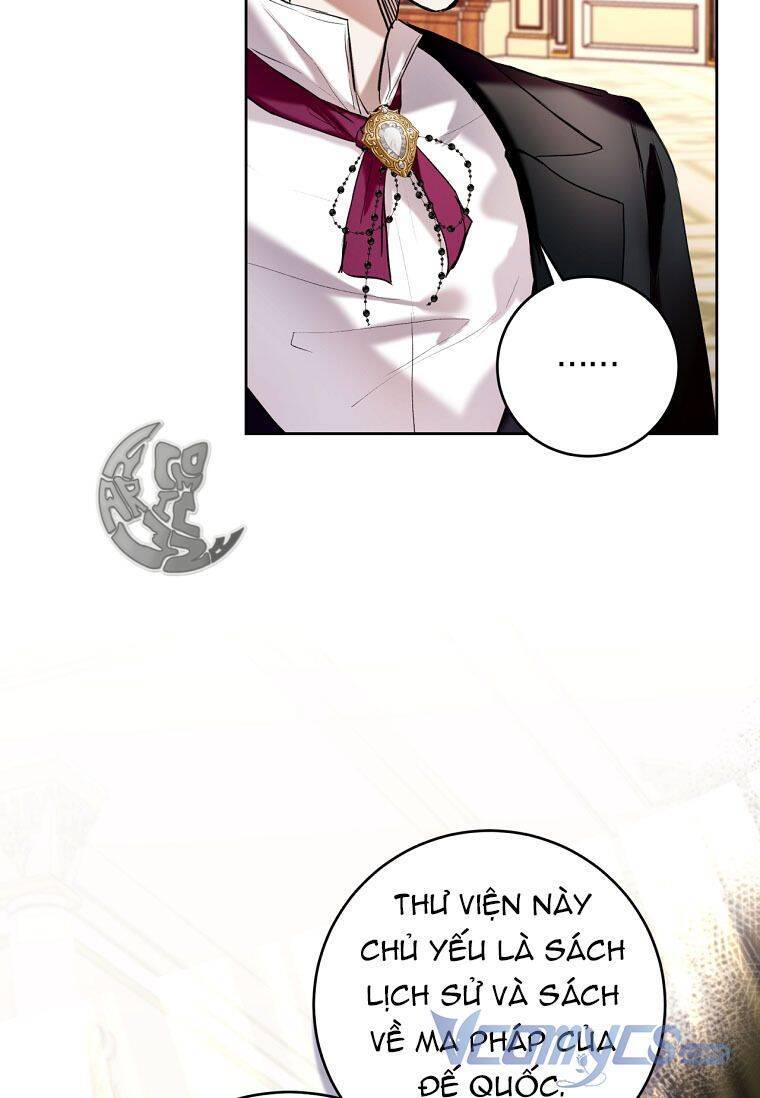 ......
THƯ VIỆN NÀY
CHỦ YẾU LÀ SÁCH
LỊCH SỬ VÀ SÁCH
VỀ MA PHÁP CỦA
ĐẾ QUỐC.